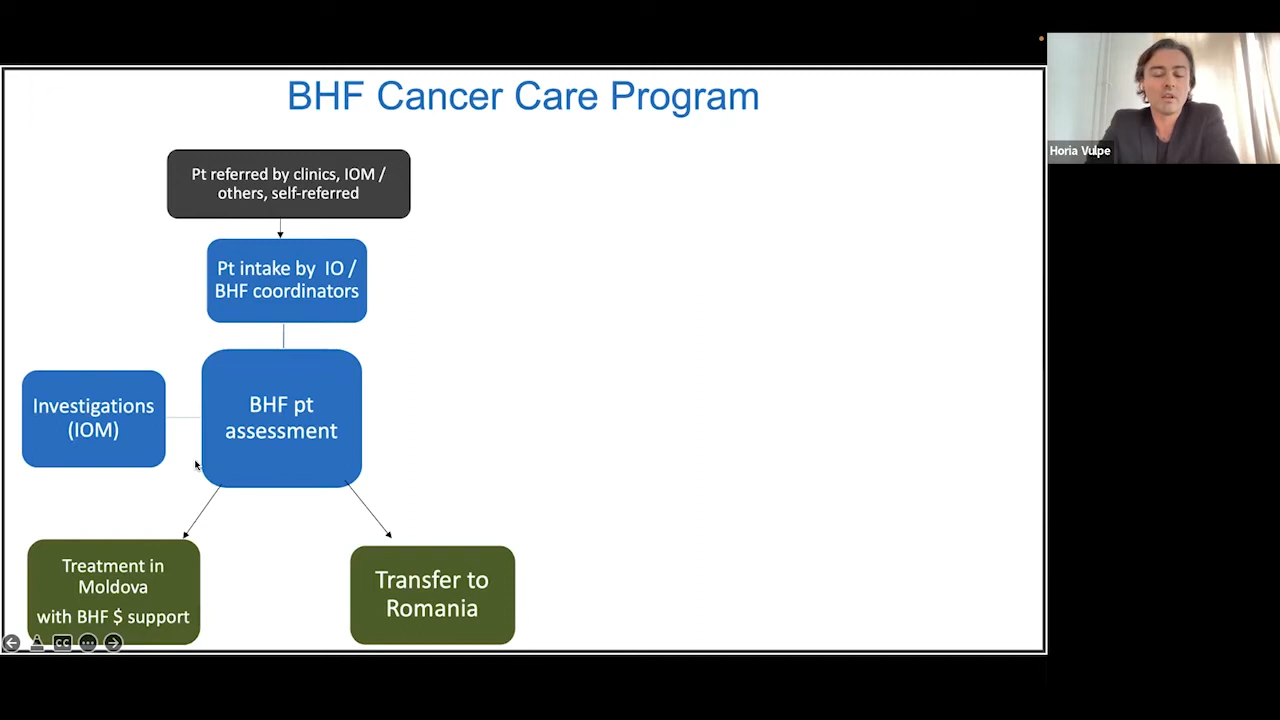 BHF Cancer Care Program
Pt referred by clinics, IOM /
others, self-referred
Pt intake by IO /
BHF coordinators
Investigations
(IOM)
BHF pt
assessment
Treatment in
Moldova
with BHF $ support
Transfer to
Romania
CC
Horia Vulpe